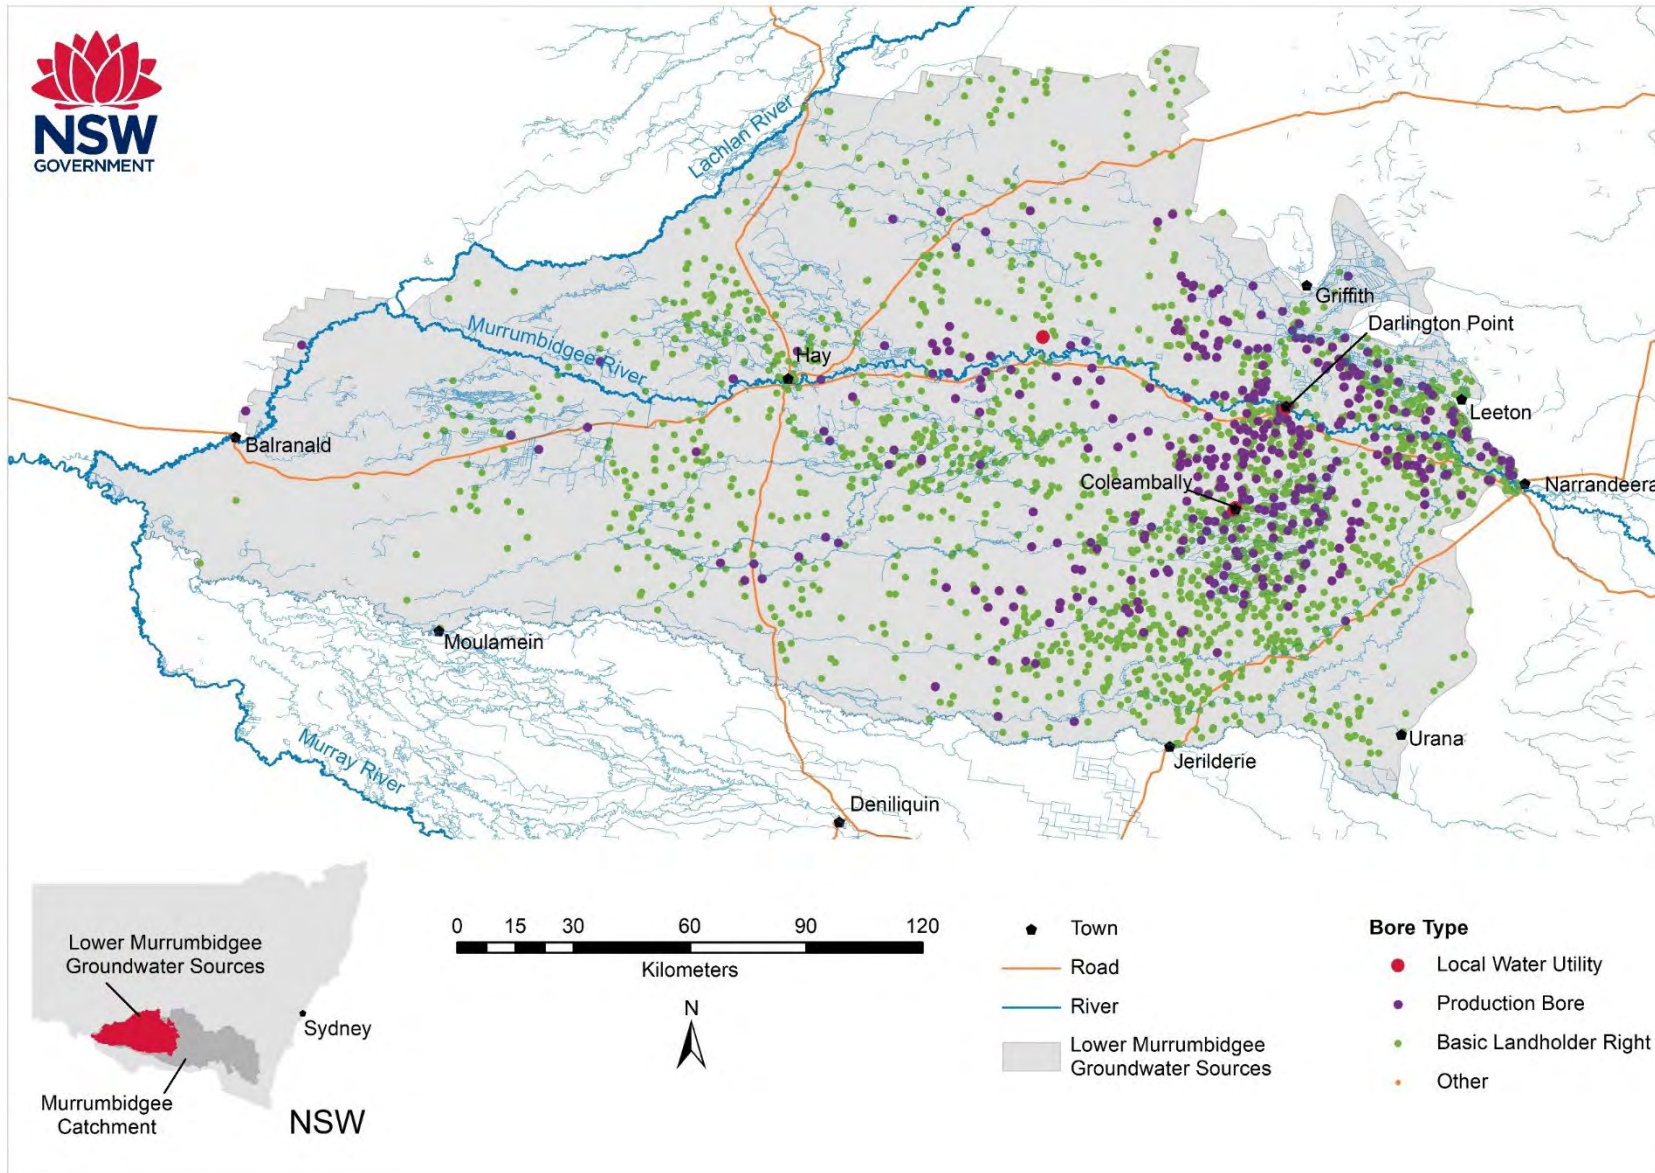 NSW
GOVERNMENT
Lachlan River
Murrumbidgee River
Griffith
Darlington Point
Hay
Leeton
Balranald
Coleambally
Narrandeera
Moulamein
Murray River
Urana
Jerilderie
Deniliquin
Lower Murrumbidgee
Groundwater Sources
Sydney
Murrumbidgee
Catchment
NSW
0 15 30 60 90 120
Kilometers
N
Town
Road
River
Lower Murrumbidgee
Groundwater Sources
Bore Type
Local Water Utility
Production Bore
Basic Landholder Right
Other